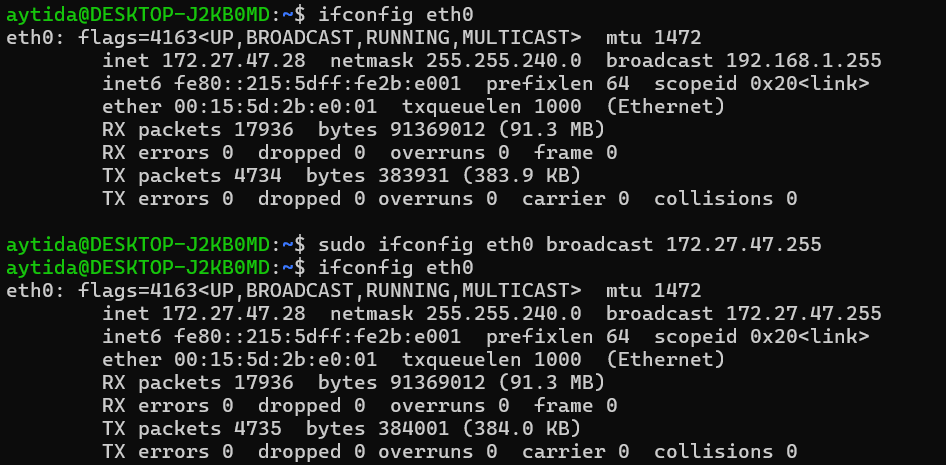 aytida@DESKTOP-J2KB0MD:~$ ifconfig eth0
eth0: flags=4163<UP,BROADCAST,RUNNING,MULTICAST>  mtu 1472
        inet 172.27.47.28  netmask 255.255.240.0  broadcast 192.168.1.255
        inet6 fe80::215:5dff:fe2b:e001  prefixlen 64  scopeid 0x20<link>
        ether 00:15:5d:2b:e0:01  txqueuelen 1000  (Ethernet)
        RX packets 17936  bytes 91369012 (91.3 MB)
        RX errors 0  dropped 0  overruns 0  frame 0
        TX packets 4734  bytes 383931 (383.9 KB)
        TX errors 0  dropped 0 overruns 0  carrier 0  collisions 0

aytida@DESKTOP-J2KB0MD:~$ sudo ifconfig eth0 broadcast 172.27.47.255
aytida@DESKTOP-J2KB0MD:~$ ifconfig eth0
eth0: flags=4163<UP,BROADCAST,RUNNING,MULTICAST>  mtu 1472
        inet 172.27.47.28  netmask 255.255.240.0  broadcast 172.27.47.255
        inet6 fe80::215:5dff:fe2b:e001  prefixlen 64  scopeid 0x20<link>
        ether 00:15:5d:2b:e0:01  txqueuelen 1000  (Ethernet)
        RX packets 17936  bytes 91369012 (91.3 MB)
        RX errors 0  dropped 0  overruns 0  frame 0
        TX packets 4735  bytes 384001 (384.0 KB)
        TX errors 0  dropped 0 overruns 0  carrier 0  collisions 0